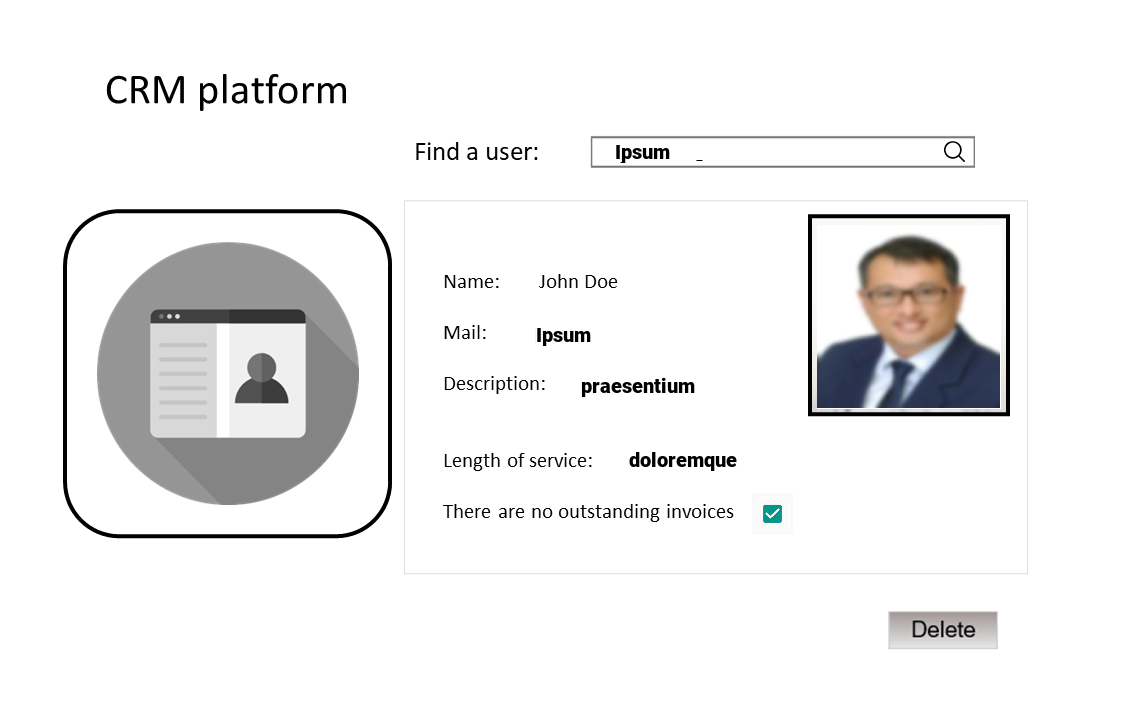 CRM platform
Find a user: Ipsum _
Name: John Doe
Mail: Ipsum
Description: praesentium
Length of service: doloremque
There are no outstanding invoices
Delete